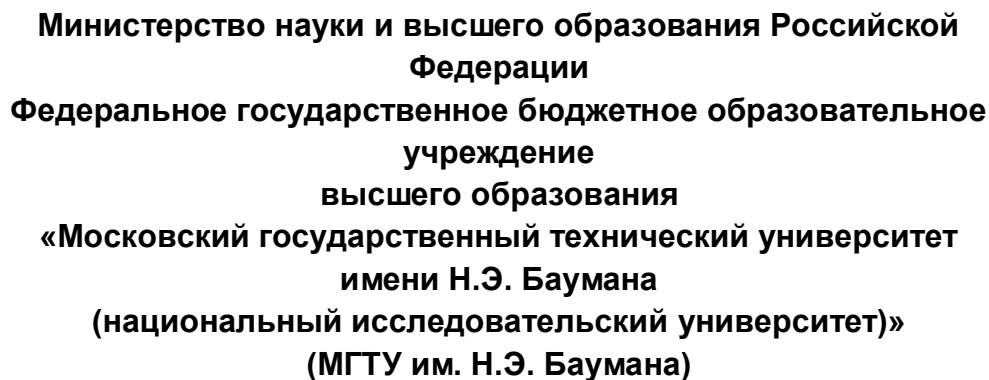 Министерство науки и высшего образования Российской
Федерации
Федеральное государственное бюджетное образовательное
учреждение
высшего образования
«Московский государственный технический университет
имени Н.Э. Баумана
(национальный исследовательский университет)»
(МГТУ им. Н.Э. Баумана)